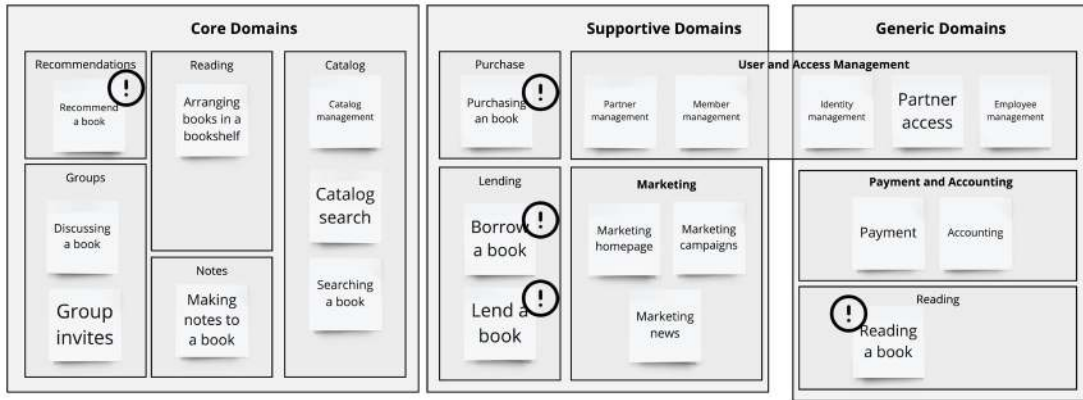 Core Domains
Recommendations
!
Recommend
a book
Reading
Arranging
books in a
bookshelf
Catalog
Catalog
management
Catalog
search
Searching
a book
Groups
Discussing
a book
Group
invites
Notes
Making
notes to
a book
Supportive Domains
Purchase
!
Purchasing
an book
User and Access Management
Partner
management
Member
management
Identity
management
Partner
access
Employee
management
Lending
!
Borrow
a book
!
Lend a
book
Marketing
Marketing
homepage
Marketing
campaigns
Marketing
news
Generic Domains
Payment and Accounting
Payment
Accounting
Reading
!
Reading
a book